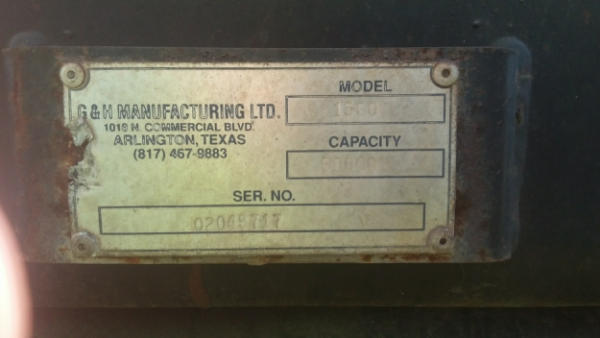 G & H MANUFACTURING LTD.
1019 N. COMMERCIAL BLVD.
ARLINGTON, TEXAS
(817) 467-9883
MODEL
CAPACITY
SER. NO.